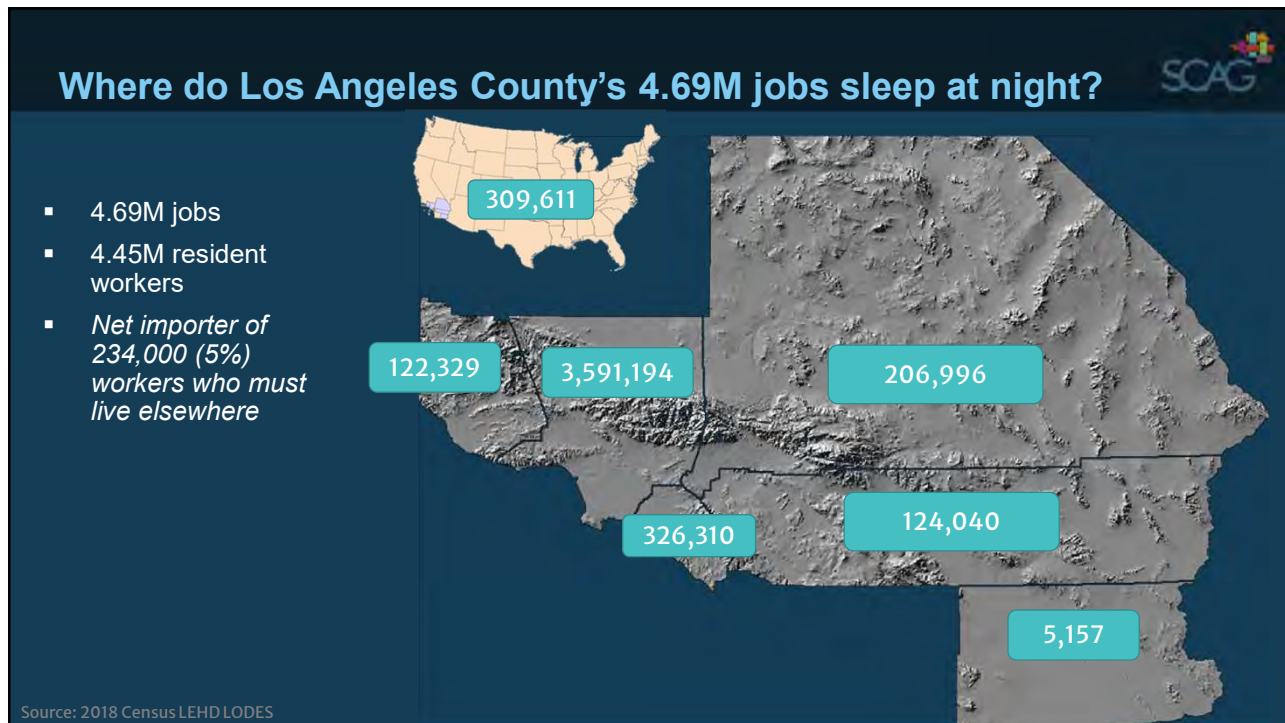 Where do Los Angeles County's 4.69M jobs sleep at night?
SCAG
309,611
▪ 4.69M jobs
▪ 4.45M resident
workers
▪ Net importer of
234,000 (5%)
workers who must
live elsewhere
122,329
3,591,194
206,996
326,310
124,040
5,157
Source: 2018 Census LEHD LODES